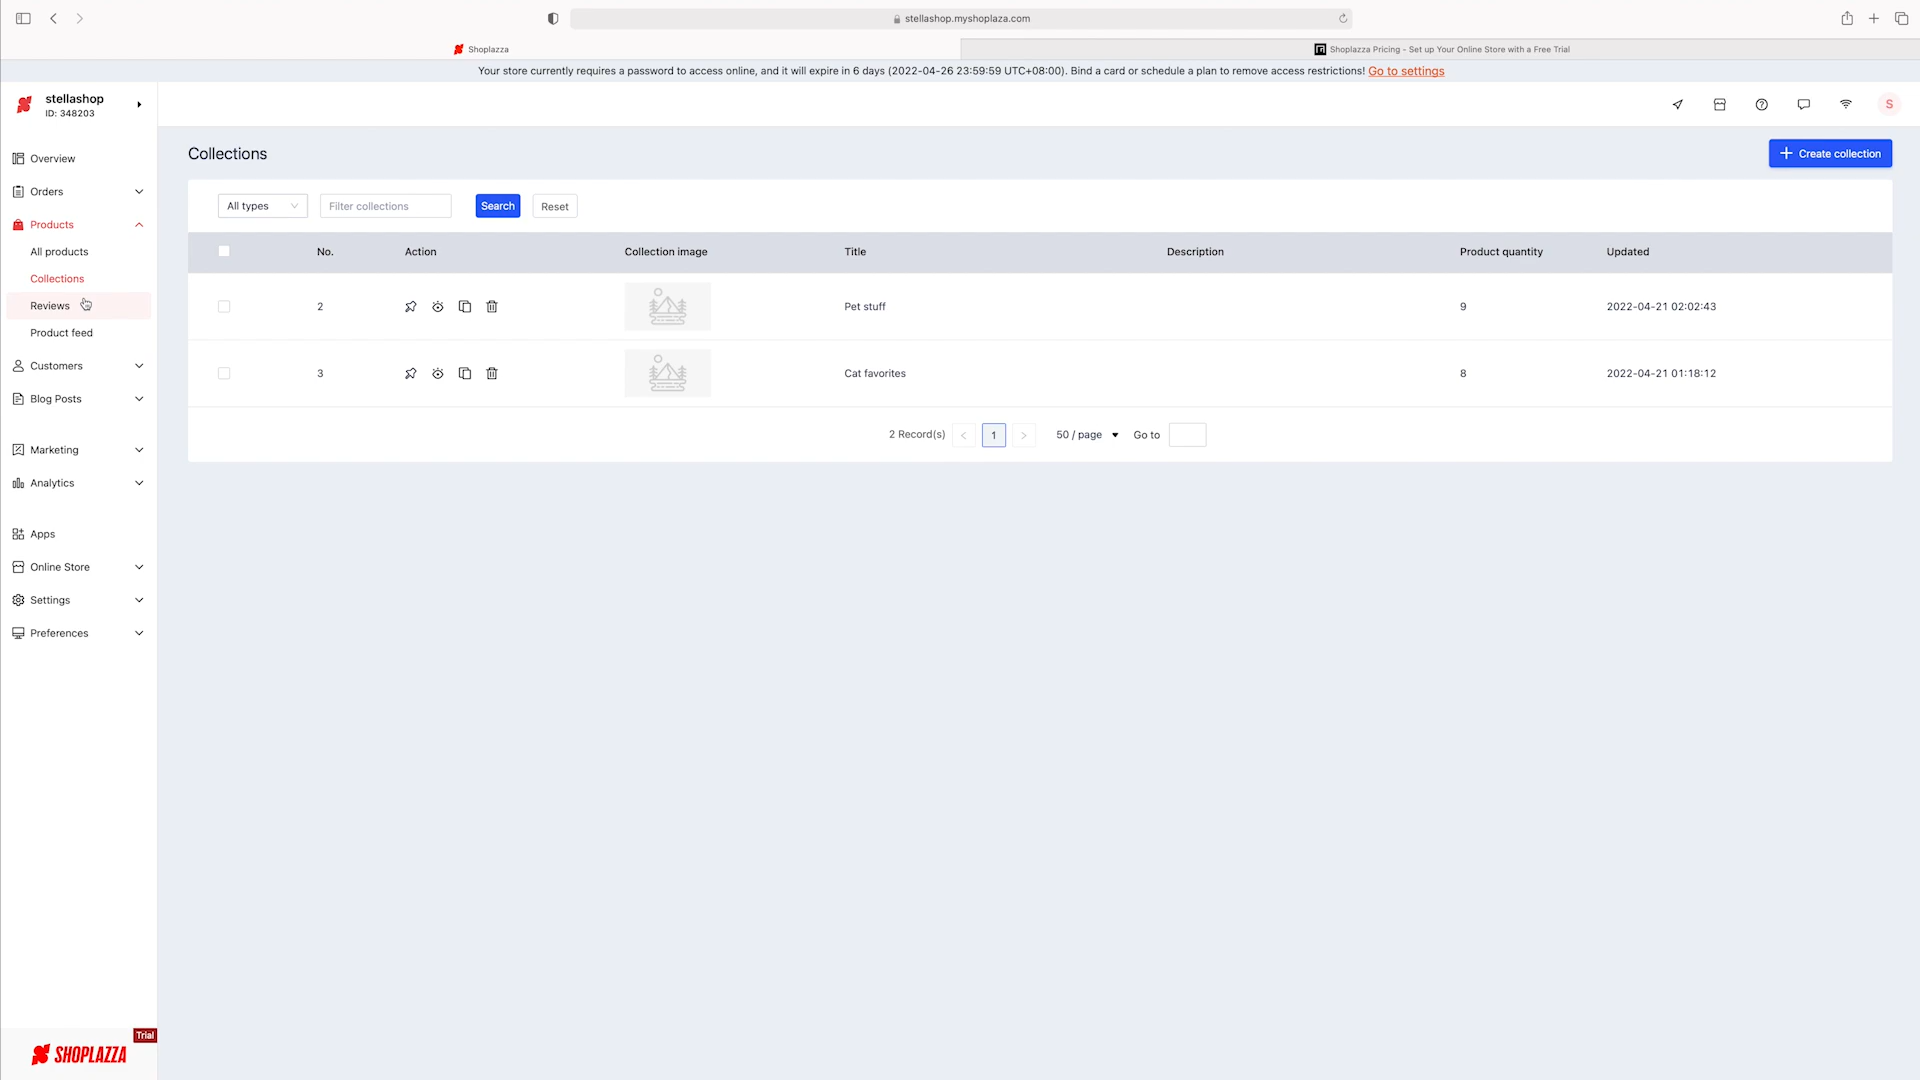 stellashop.myshoplaza.com
Shoplazza
Shoplazza Pricing - Set up Your Online Store with a Free Trial
Your store currently requires a password to access online, and it will expire in 6 days (2022-04-26 23:59:59 UTC+08:00). Bind a card or schedule a plan to remove access restrictions! Go to settings
stellashop
ID: 348203
S
Overview
Orders
Products
All products
Collections
Reviews
Product feed
Customers
Blog Posts
Marketing
Analytics
Apps
Online Store
Settings
Preferences
Trial
SHOPLAZZA
Collections
Create collection
All types
Filter collections
Search
Reset
No. Action Collection image Title Description Product quantity Updated
2 Pet stuff 9 2022-04-21 02:02:43
3 Cat favorites 8 2022-04-21 01:18:12
2 Record(s) < 1 > 50 / page Go to